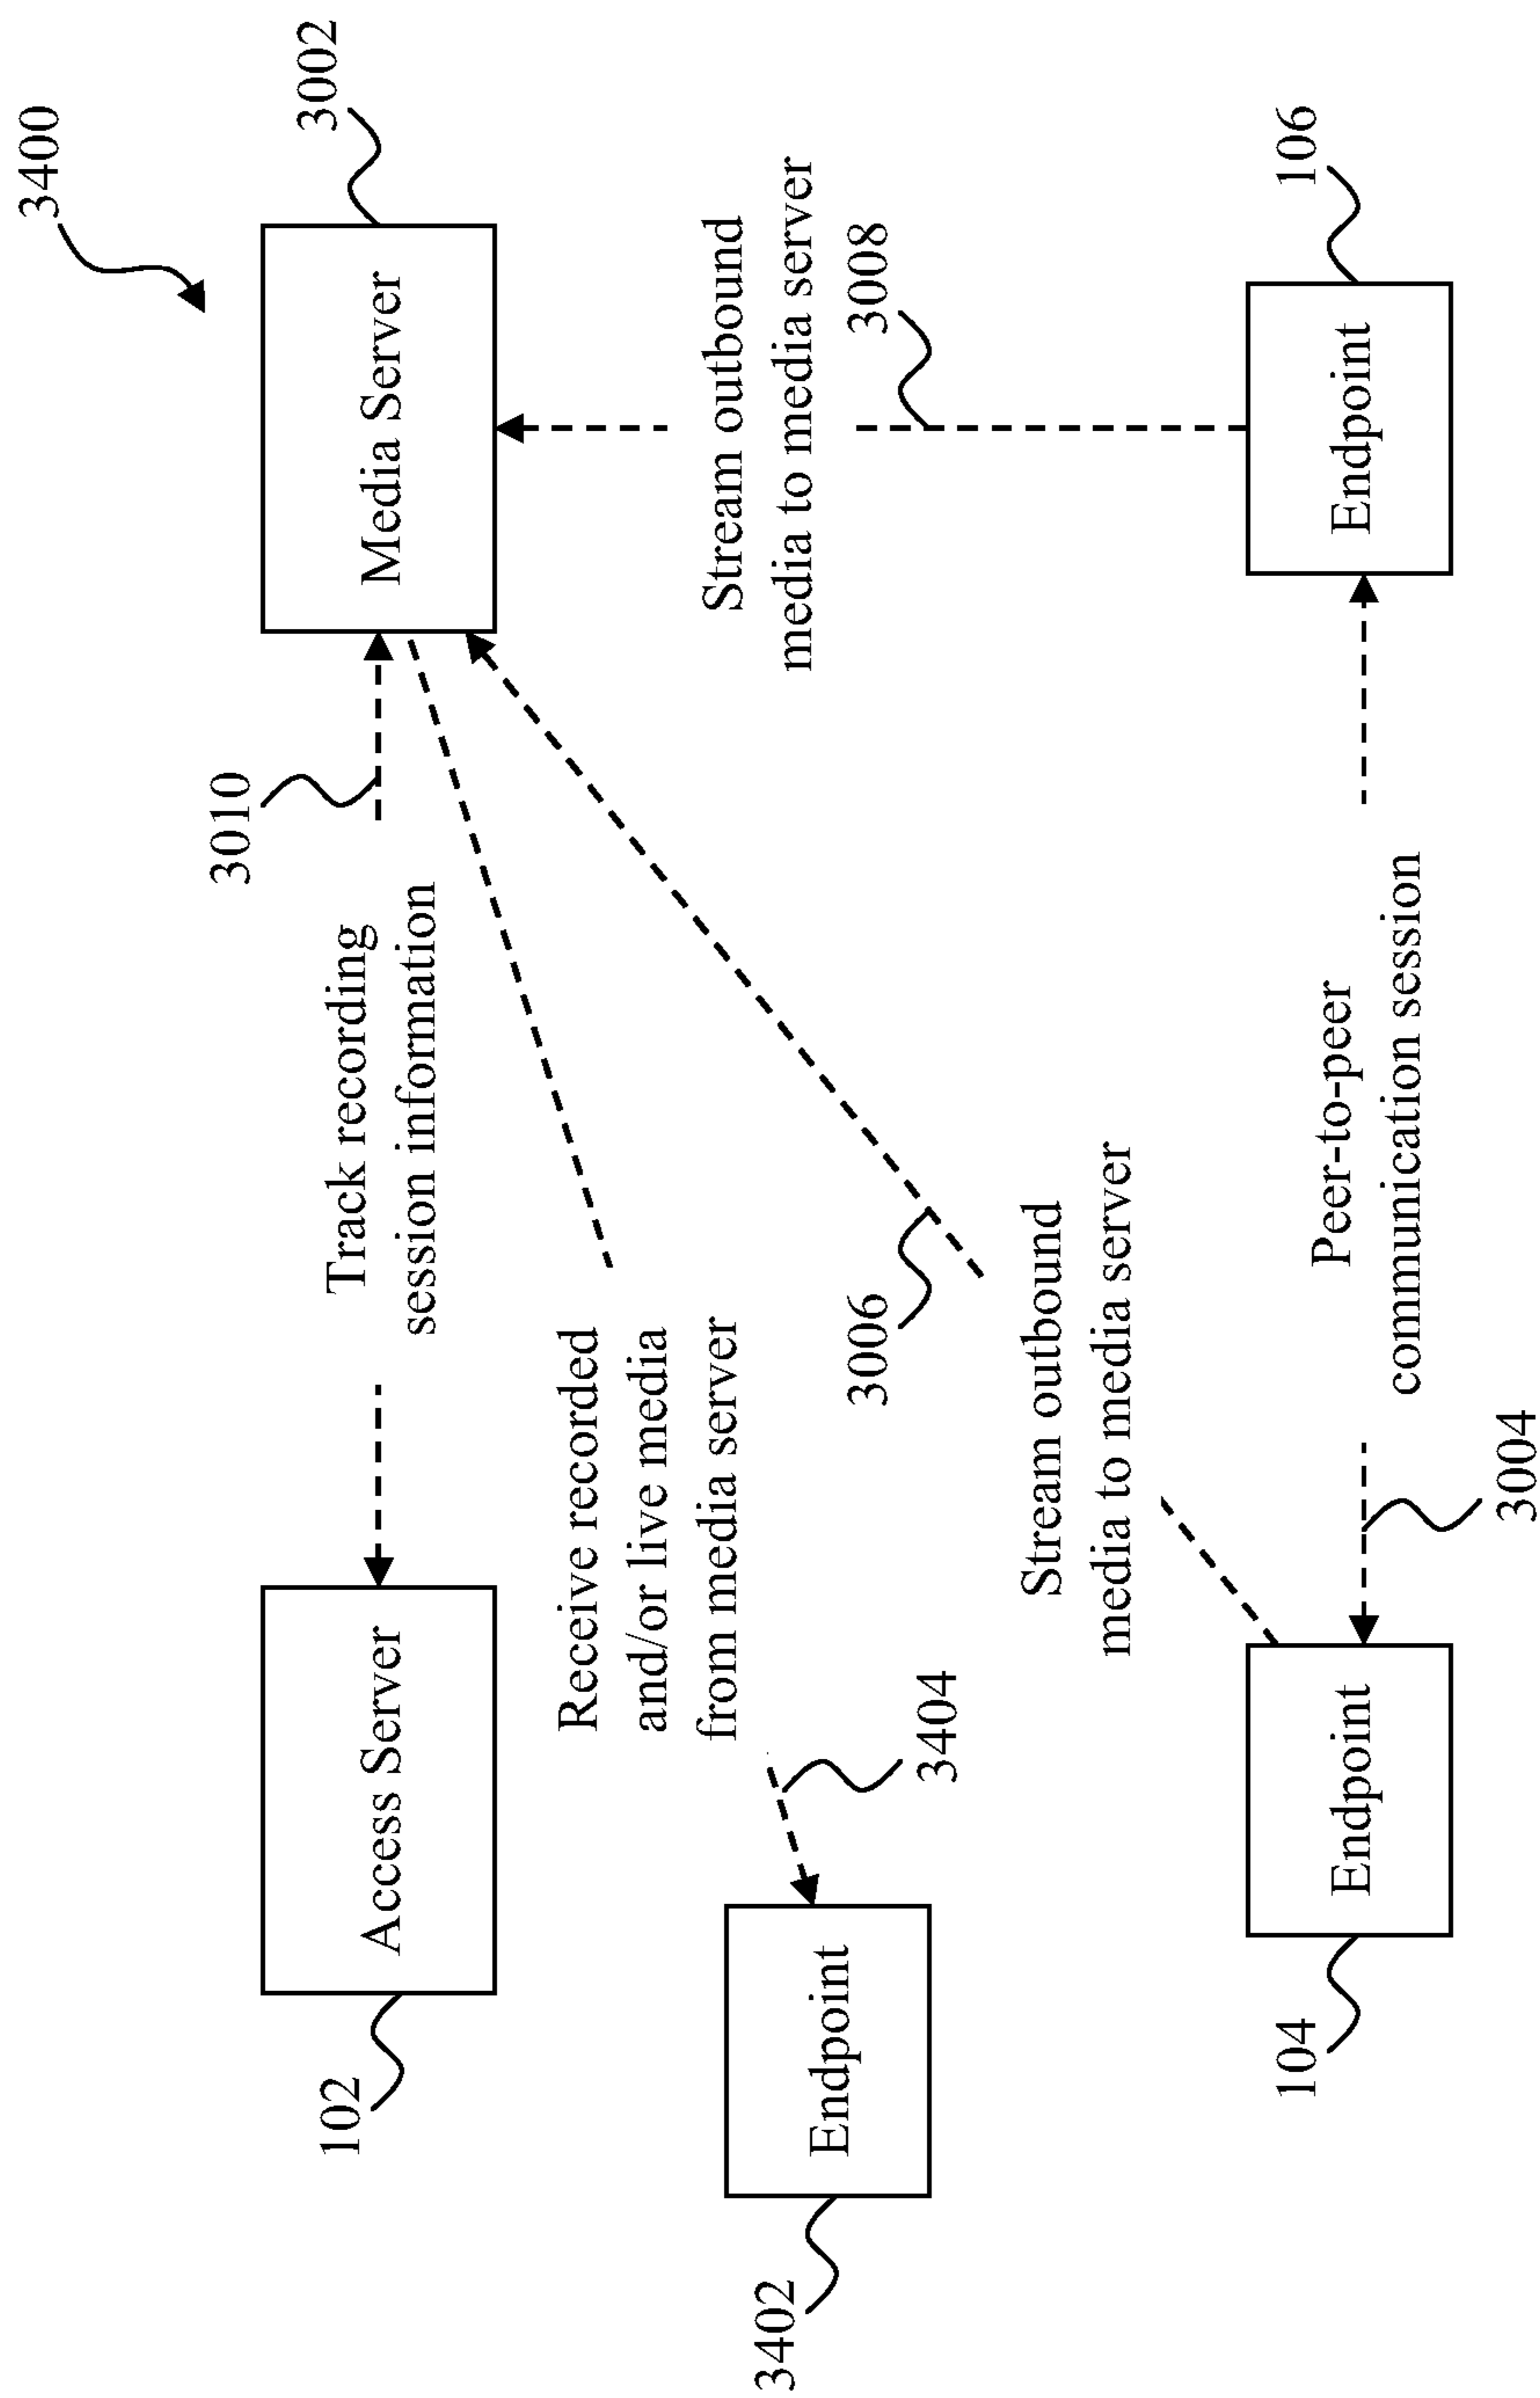 3400
102
Access Server
Track recording
session information
3010
Media Server
3002
Receive recorded
and/or live media
from media server
3402
Endpoint
3404
3006
Stream outbound
media to media server
3008
Stream outbound
media to media server
104
Endpoint
3004
Peer-to-peer
communication session
Endpoint
106